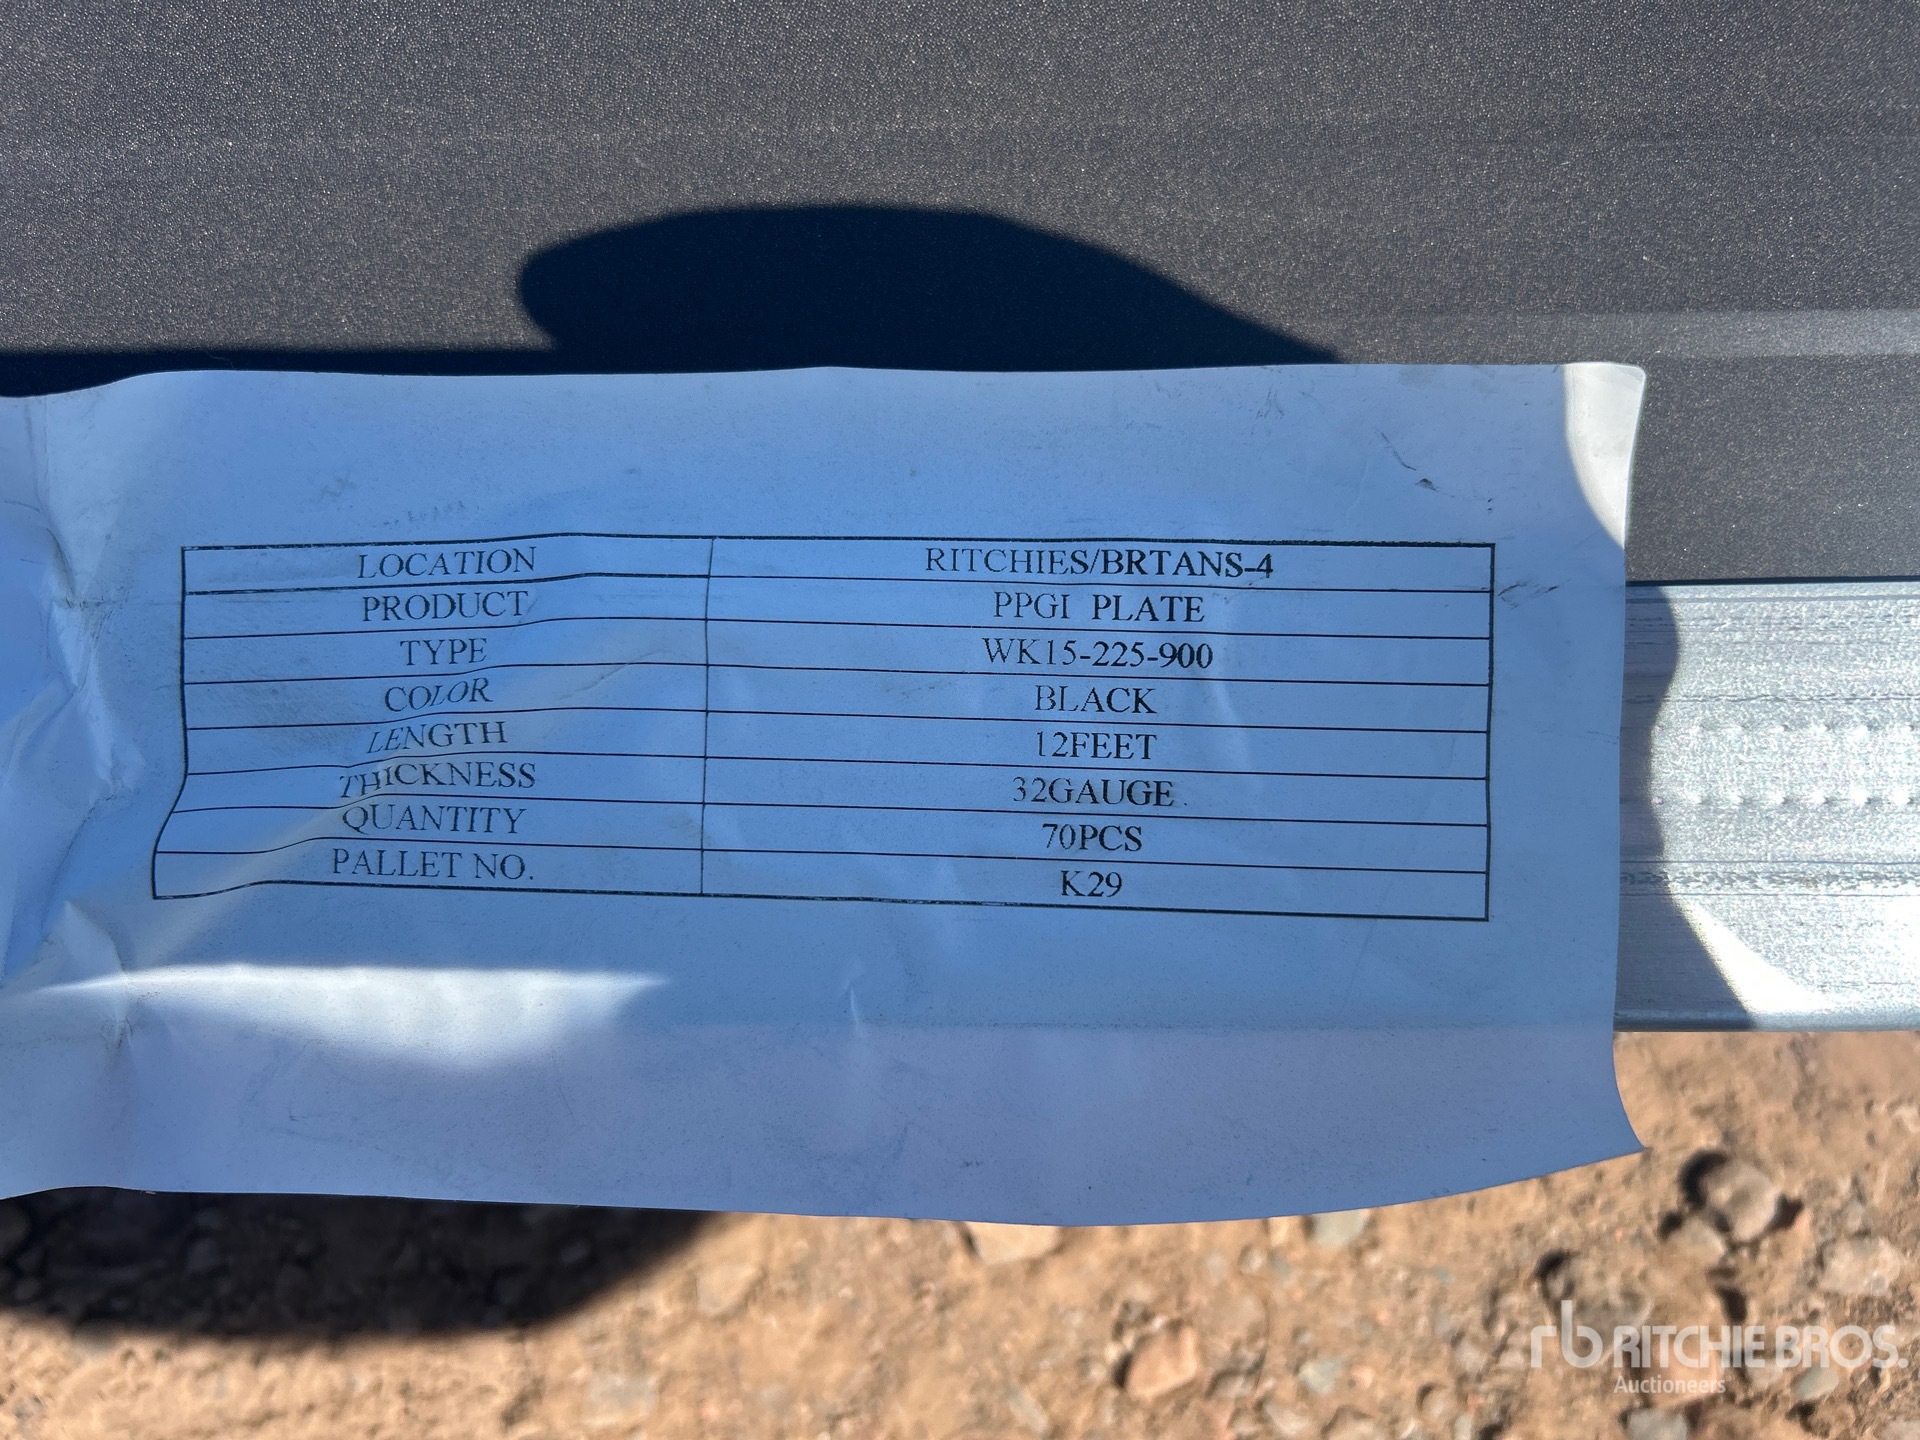 LOCATION RITCHIES/BRTANS-4
PRODUCT PPGI PLATE
TYPE WK15-225-900
COLOR BLACK
LENGTH 12FEET
THICKNESS 32GAUGE
QUANTITY 70PCS
PALLET NO. K29
rb RITCHIE BROS.
Auctioneers